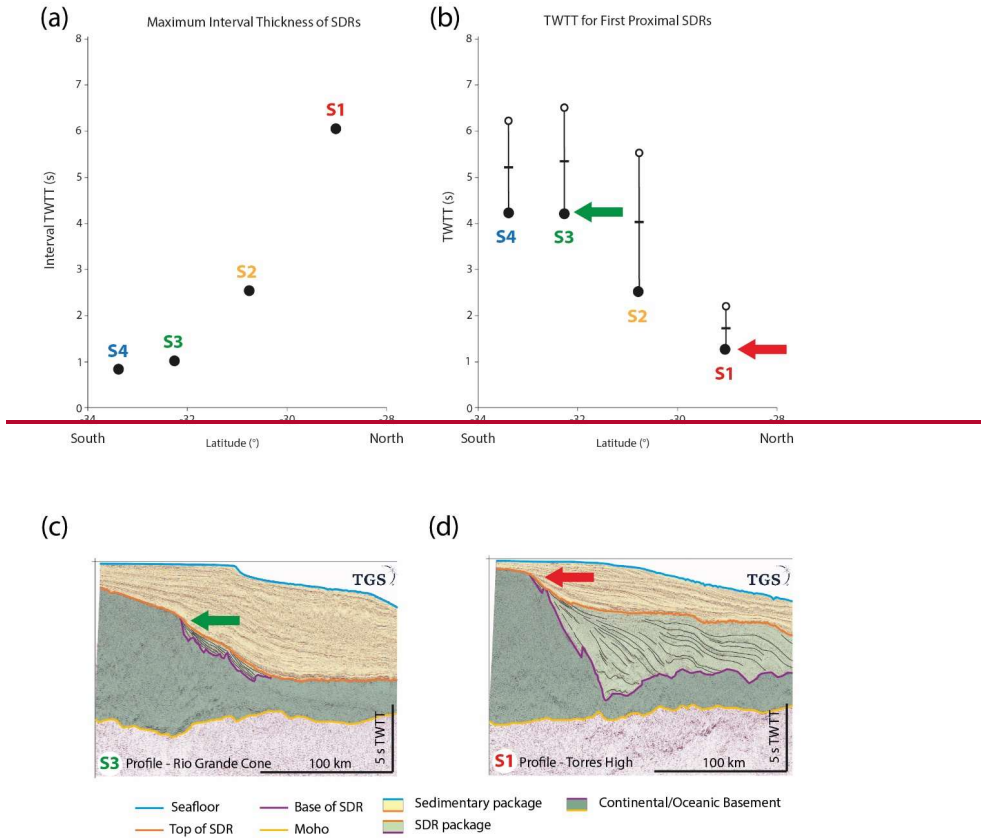 (a)
Maximum Interval Thickness of SDRs
8
7
6
5
4
3
2
1
0
Interval TWTT (s)
S1
S2
S3
S4
-34
-32
-30
-28
South
Latitude (°)
North
(b)
TWTT for First Proximal SDRs
8
7
6
5
4
3
2
1
0
TWTT (s)
S4
S3
S2
S1
-34
-32
-30
-28
South
Latitude (°)
North
(c)
TGS
S3 Profile - Rio Grande Cone
100 km
5 s TWTT
(d)
TGS
S1 Profile - Torres High
100 km
5 s TWTT
Seafloor
Base of SDR
Sedimentary package
Continental/Oceanic Basement
Top of SDR
Moho
SDR package